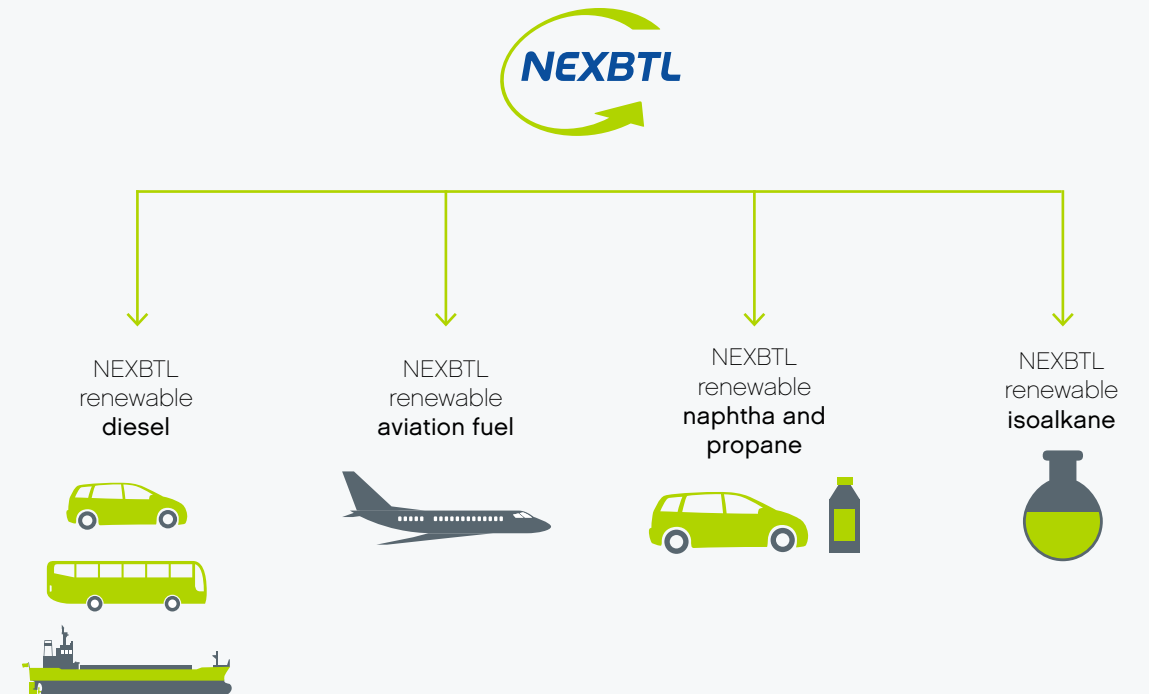 NEXBTL
NEXBTL
renewable
diesel
NEXBTL
renewable
aviation fuel
NEXBTL
renewable
naphtha and
propane
NEXBTL
renewable
isoalkane